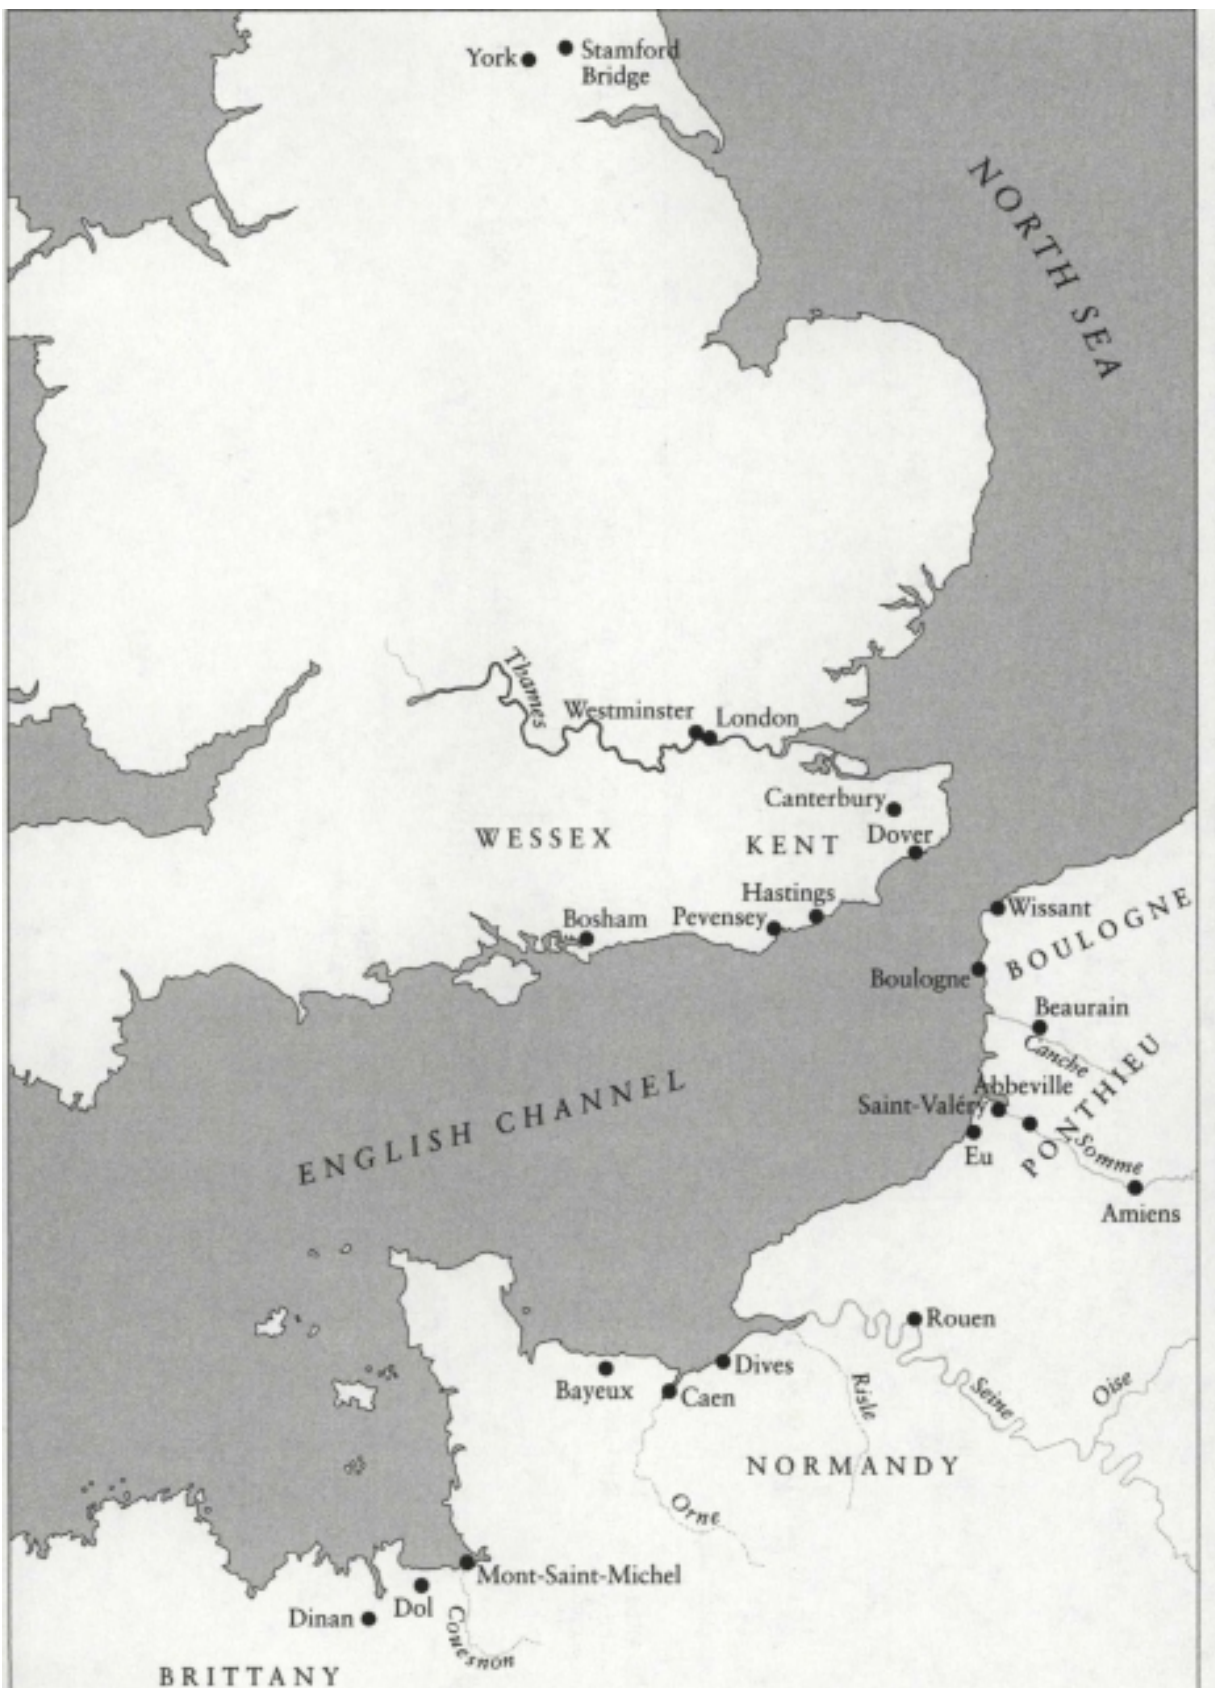 York
Stamford
Bridge
NORTH SEA
Thames
Westminster
London
Canterbury
WESSEX
KENT
Dover
Hastings
Bosham
Pevensey
Wissant
BOULOGNE
Boulogne
Beaurain
Canche
Abbeville
PONTHIEU
Saint-Valéry
ENGLISH CHANNEL
Eu
Somme
Amiens
Rouen
Dives
Bayeux
Caen
Risle
Seine
Oise
NORMANDY
Orne
Mont-Saint-Michel
Dol
Dinan
Couesnon
BRITTANY